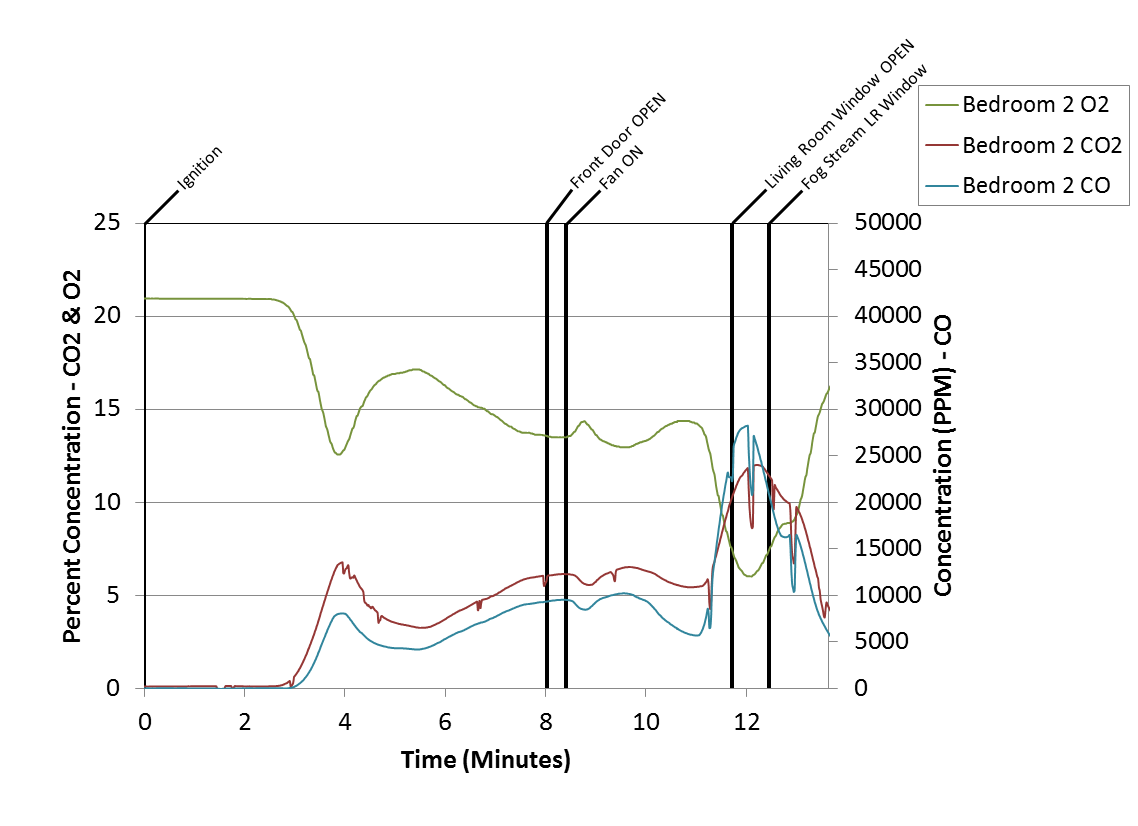 Ignition
Front Door OPEN
Fan ON
Living Room Window OPEN
Fog Stream LR Window
Bedroom 2 O2
Bedroom 2 CO2
Bedroom 2 CO
Percent Concentration - CO2 & O2
25
20
15
10
5
0
50000
45000
40000
35000
30000
25000
20000
15000
10000
5000
0
Concentration (PPM) - CO
0
2
4
6
8
10
12
Time (Minutes)